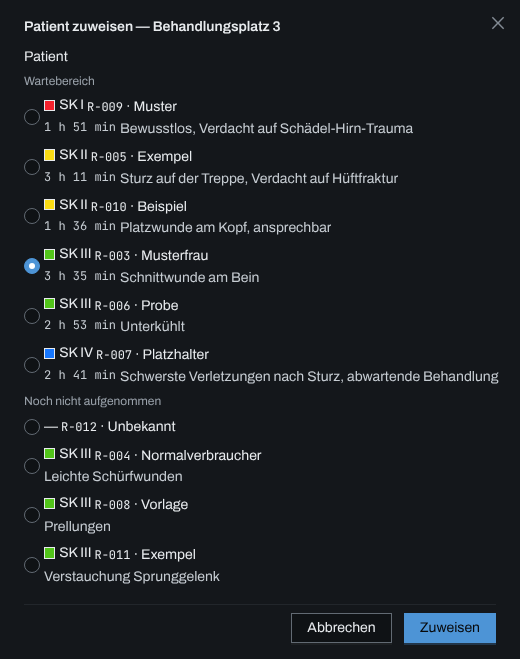 Patient zuweisen — Behandlungsplatz 3
Patient
Wartebereich
SK I R-009 · Muster
1 h 51 min Bewusstlos, Verdacht auf Schädel-Hirn-Trauma
SK II R-005 · Exempel
3 h 11 min Sturz auf der Treppe, Verdacht auf Hüftfraktur
SK II R-010 · Beispiel
1 h 36 min Platzwunde am Kopf, ansprechbar
SK III R-003 · Musterfrau
3 h 35 min Schnittwunde am Bein
SK III R-006 · Probe
2 h 53 min Unterkühlt
SK IV R-007 · Platzhalter
2 h 41 min Schwerste Verletzungen nach Sturz, abwartende Behandlung
Noch nicht aufgenommen
— R-012 · Unbekannt
SK III R-004 · Normalverbraucher
Leichte Schürfwunden
SK III R-008 · Vorlage
Prellungen
SK III R-011 · Exempel
Verstauchung Sprunggelenk
Abbrechen Zuweisen